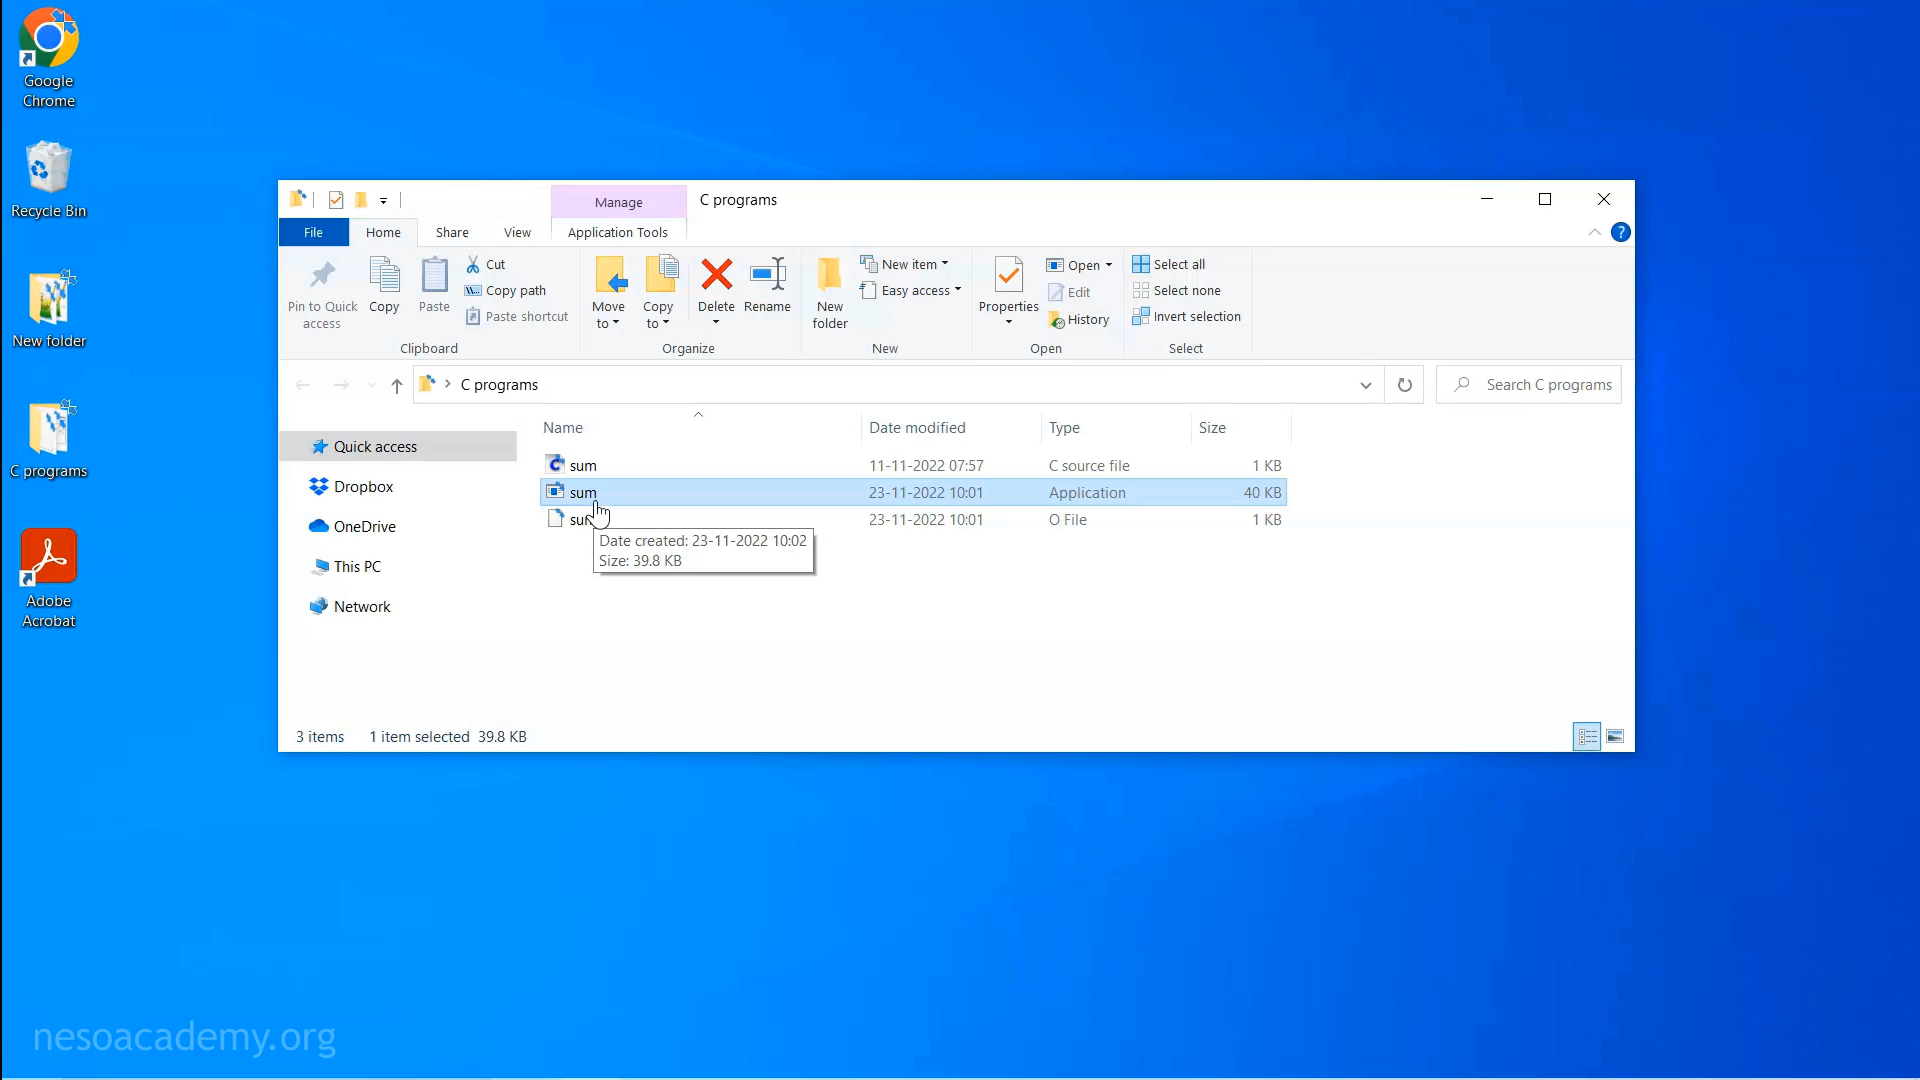 Google
Chrome
Recycle Bin
New folder
C programs
Adobe
Acrobat
Manage
C programs
File
Home
Share
View
Application Tools
Pin to Quick
access
Copy
Paste
Cut
Copy path
Paste shortcut
Clipboard
Move
to
Copy
to
Delete
Rename
Organize
New
folder
New item
Easy access
New
Properties
Open
Edit
History
Open
Select all
Select none
Invert selection
Select
C programs
Search C programs
Quick access
Dropbox
OneDrive
This PC
Network
Name Date modified Type Size
sum 11-11-2022 07:57 C source file 1 KB
sum 23-11-2022 10:01 Application 40 KB
23-11-2022 10:01 O File 1 KB
Date created: 23-11-2022 10:02
Size: 39.8 KB
3 items 1 item selected 39.8 KB
nesoacademy.org